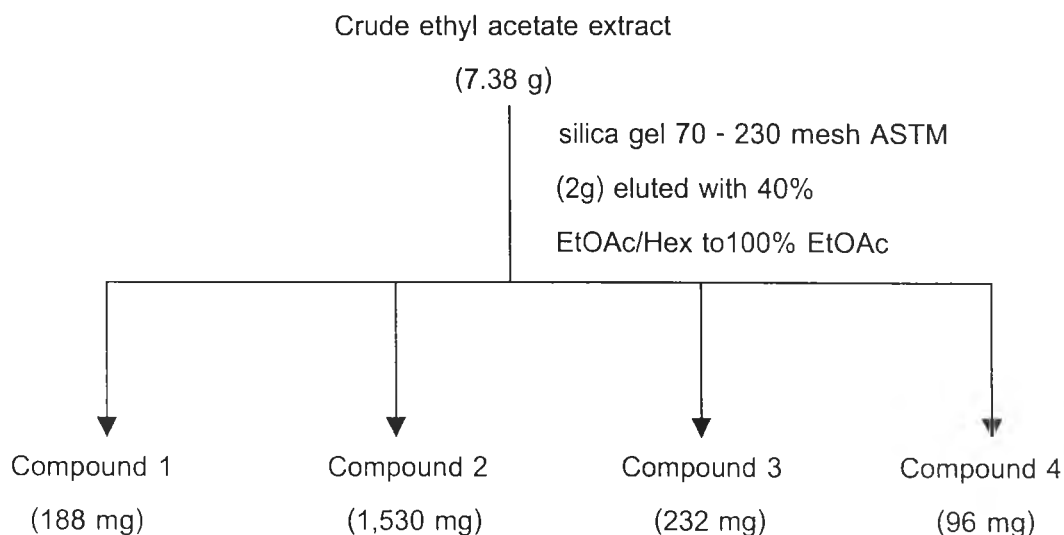 Crude ethyl acetate extract
(7.38 g)
silica gel 70 - 230 mesh ASTM
(2g) eluted with 40%
EtOAc/Hex to100% EtOAc
Compound 1 Compound 2 Compound 3 Compound 4
(188 mg) (1,530 mg) (232 mg) (96 mg)